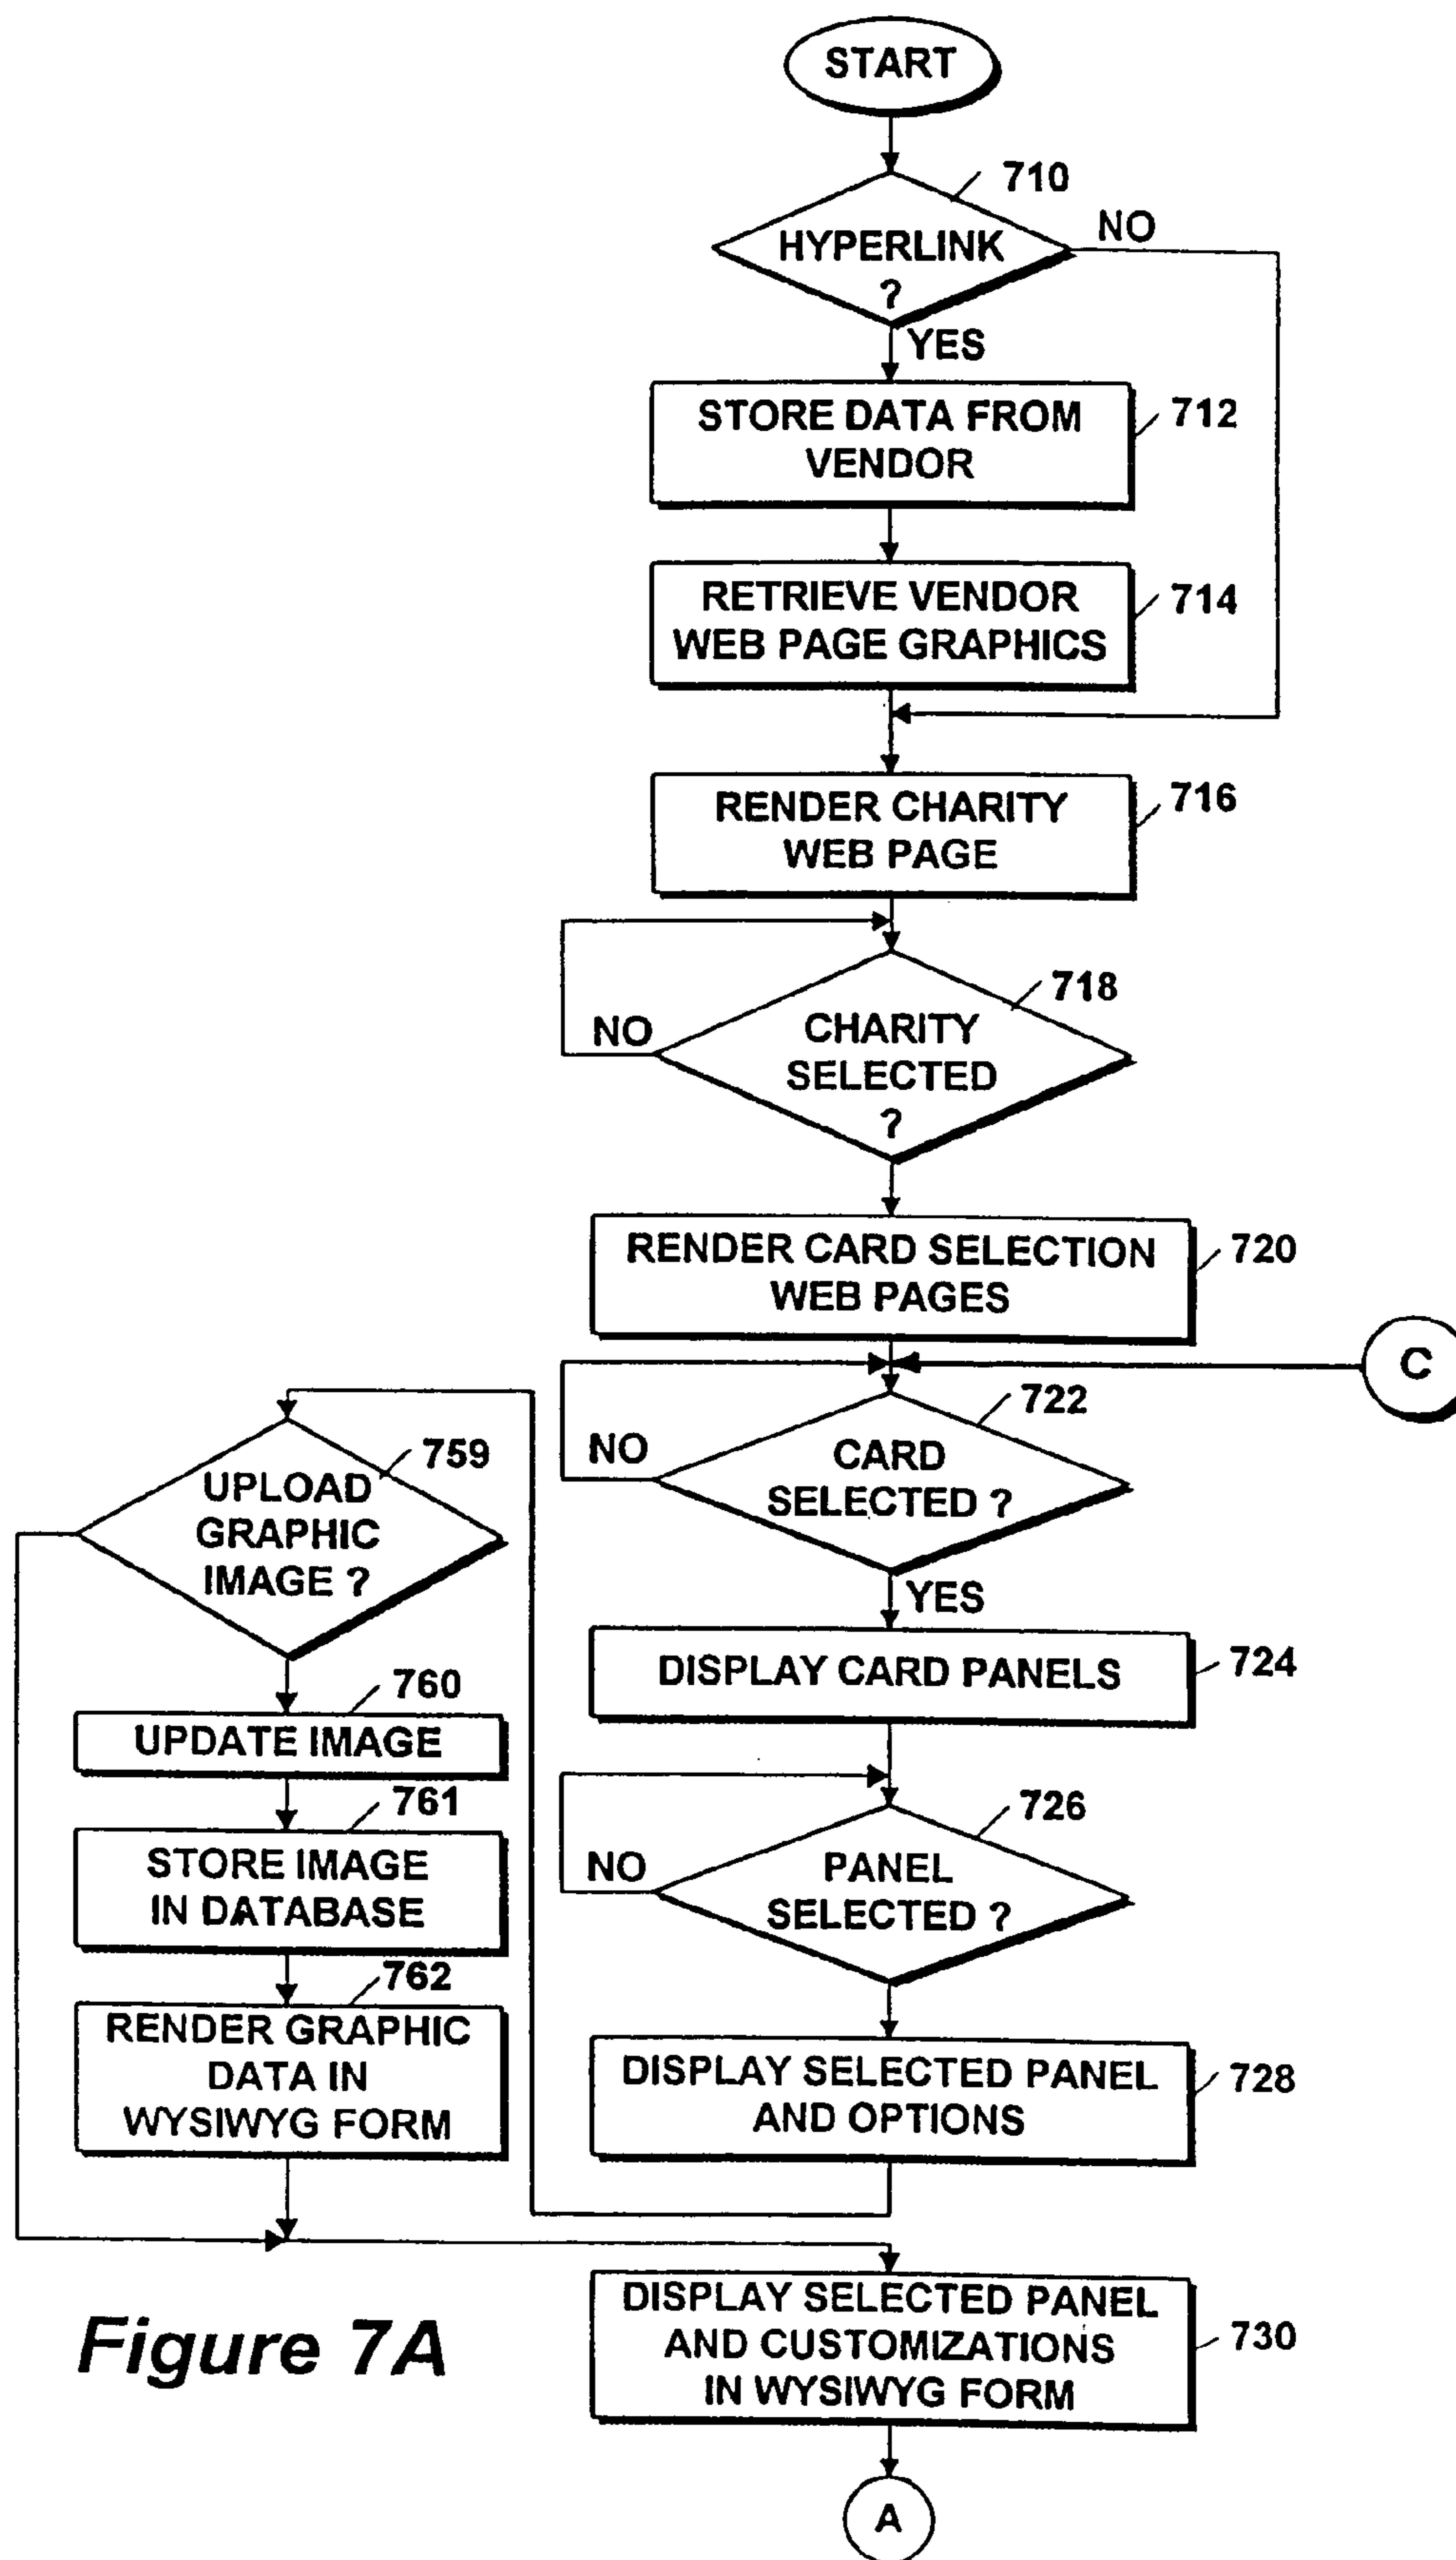 START
710
HYPERLINK
?
NO
YES
STORE DATA FROM
VENDOR
712
RETRIEVE VENDOR
WEB PAGE GRAPHICS
714
RENDER CHARITY
WEB PAGE
716
718
CHARITY
SELECTED
?
NO
RENDER CARD SELECTION
WEB PAGES
720
C
722
CARD
SELECTED ?
NO
YES
DISPLAY CARD PANELS
724
726
PANEL
SELECTED ?
NO
DISPLAY SELECTED PANEL
AND OPTIONS
728
759
UPLOAD
GRAPHIC
IMAGE ?
760
UPDATE IMAGE
761
STORE IMAGE
IN DATABASE
762
RENDER GRAPHIC
DATA IN
WYSIWYG FORM
DISPLAY SELECTED PANEL
AND CUSTOMIZATIONS
IN WYSIWYG FORM
730
A
Figure 7A